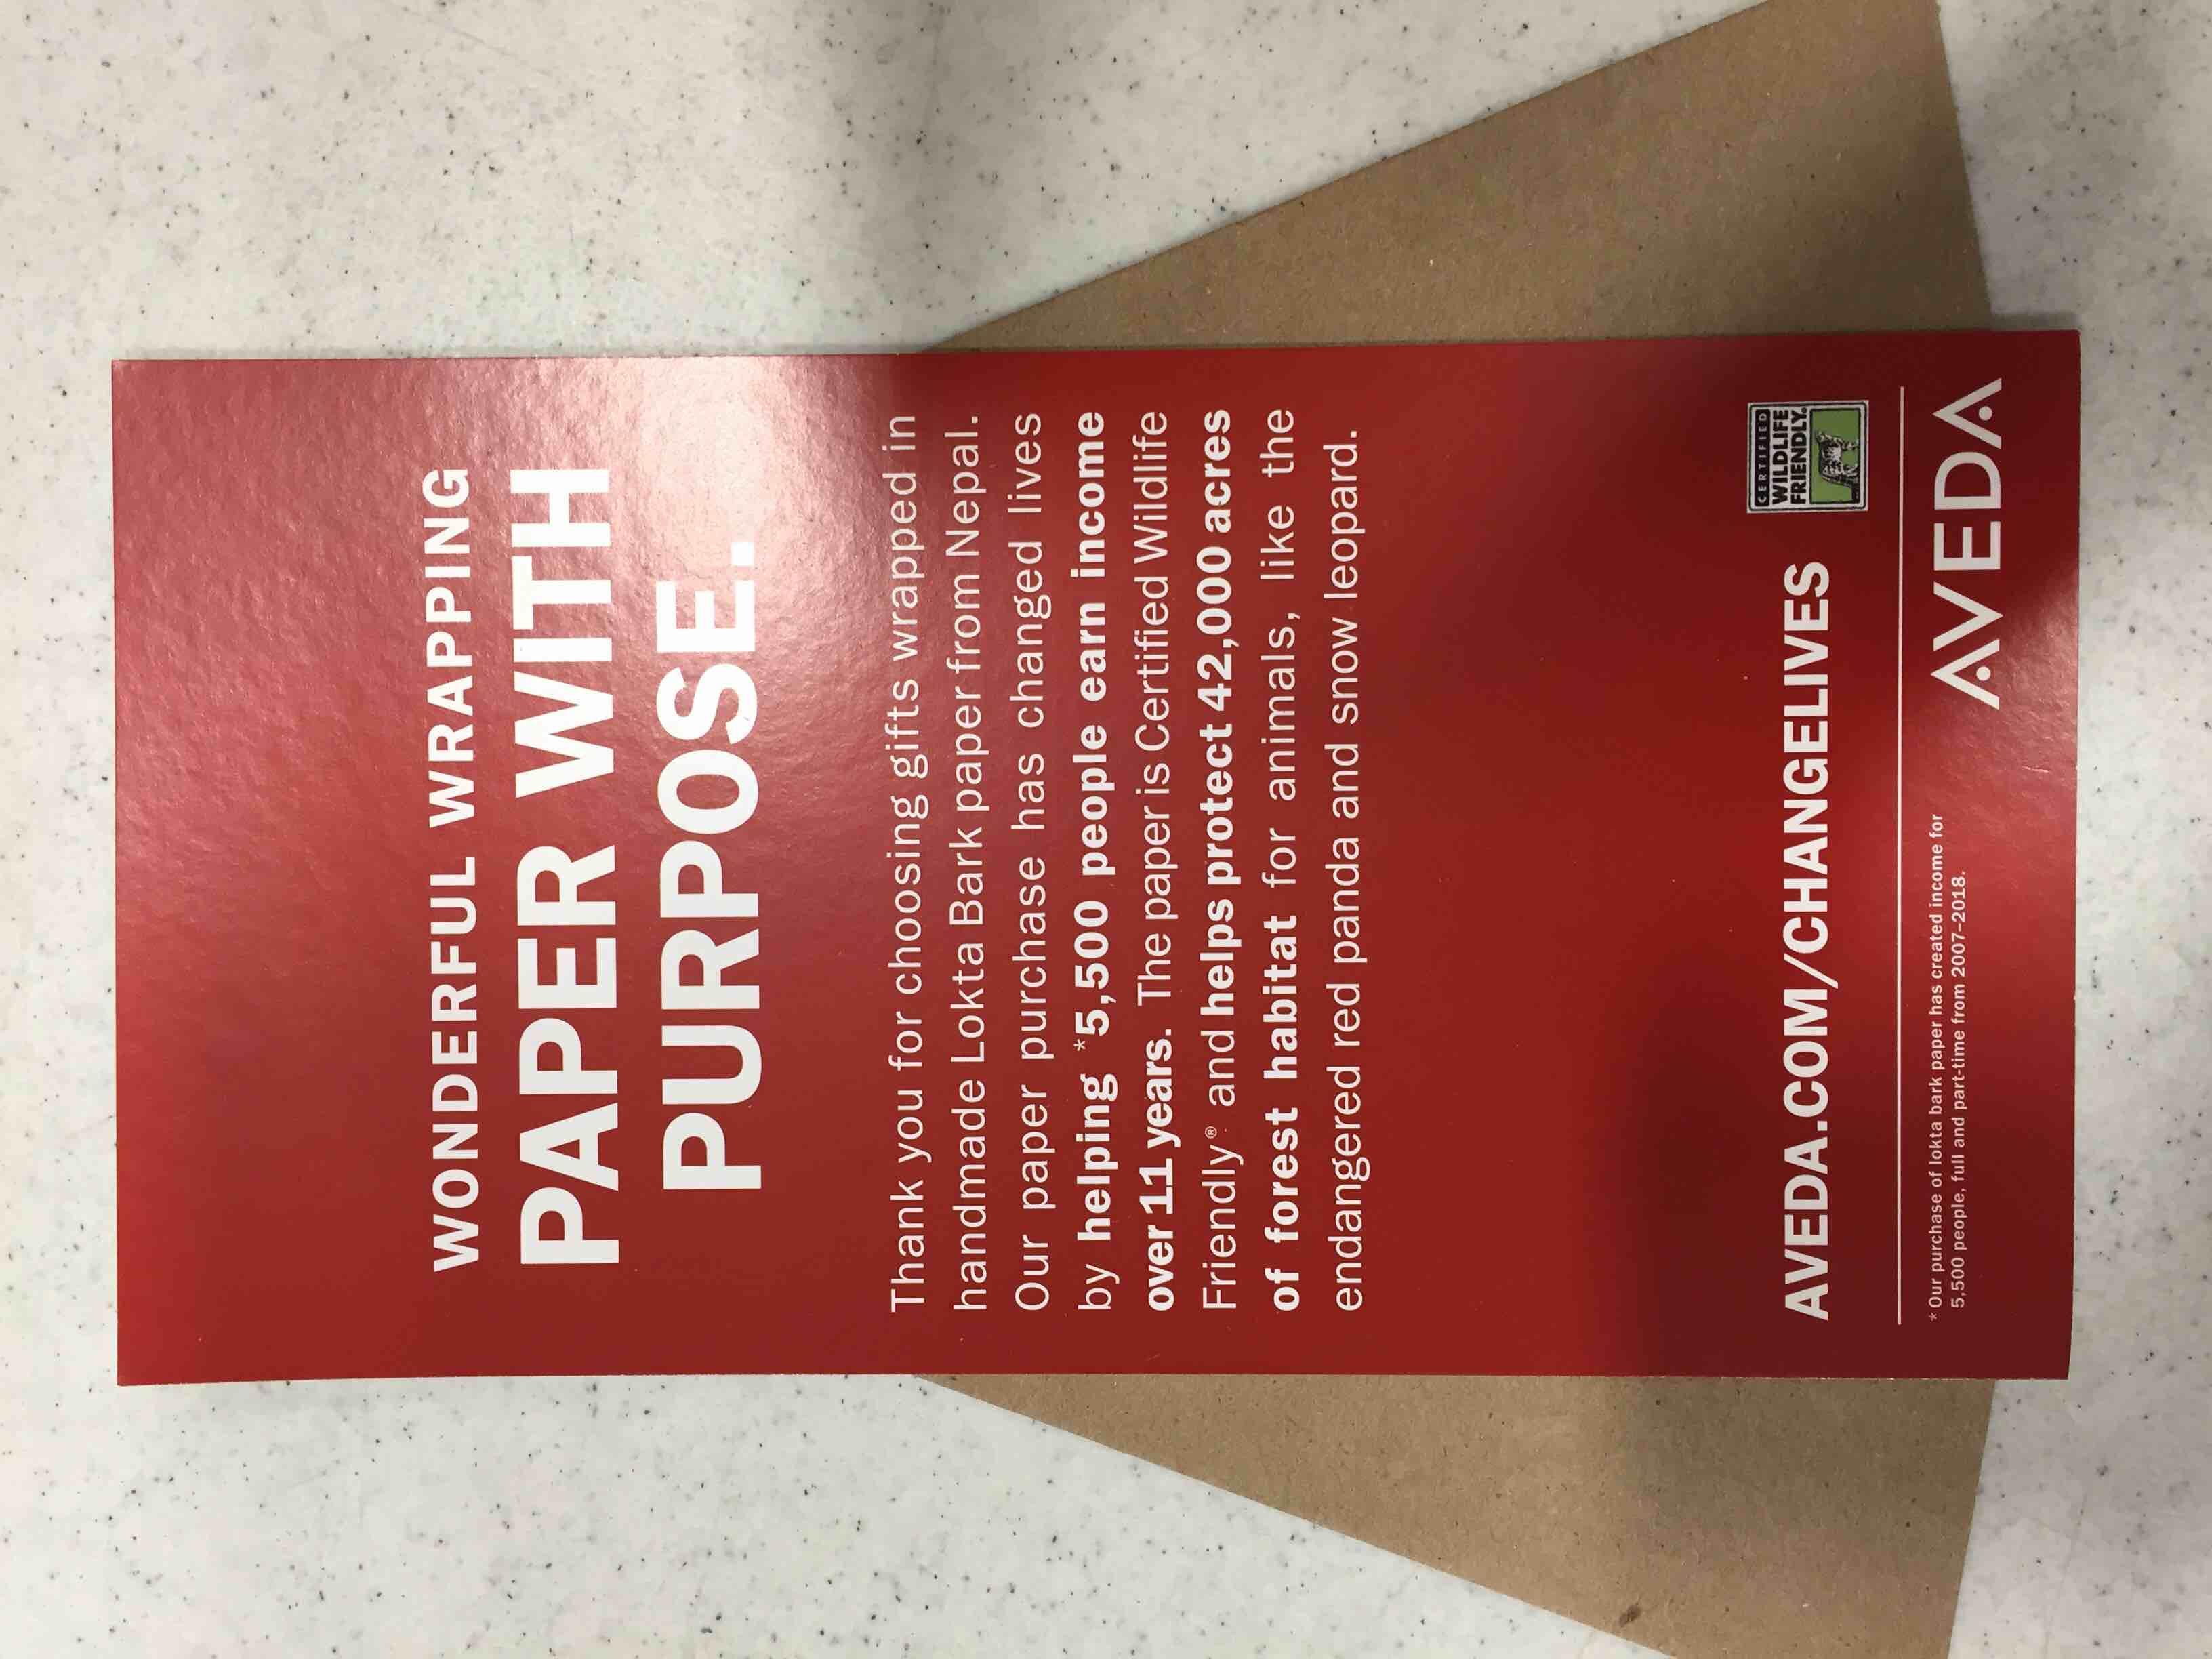 WONDERFUL WRAPPING
PAPER WITH
PURPOSE.
Thank you for choosing gifts wrapped in
handmade Lokta Bark paper from Nepal.
Our paper purchase has changed lives
by helping *5,500 people earn income
over 11 years. The paper is Certified Wildlife
Friendly® and helps protect 42,000 acres
of forest habitat for animals, like the
endangered red panda and snow leopard.
AVEDA.COM/CHANGELIVES
CERTIFIED
WILDLIFE
FRIENDLY.
* Our purchase of lokta bark paper has created income for
5,500 people, full and part-time from 2007–2018.
AVEDA